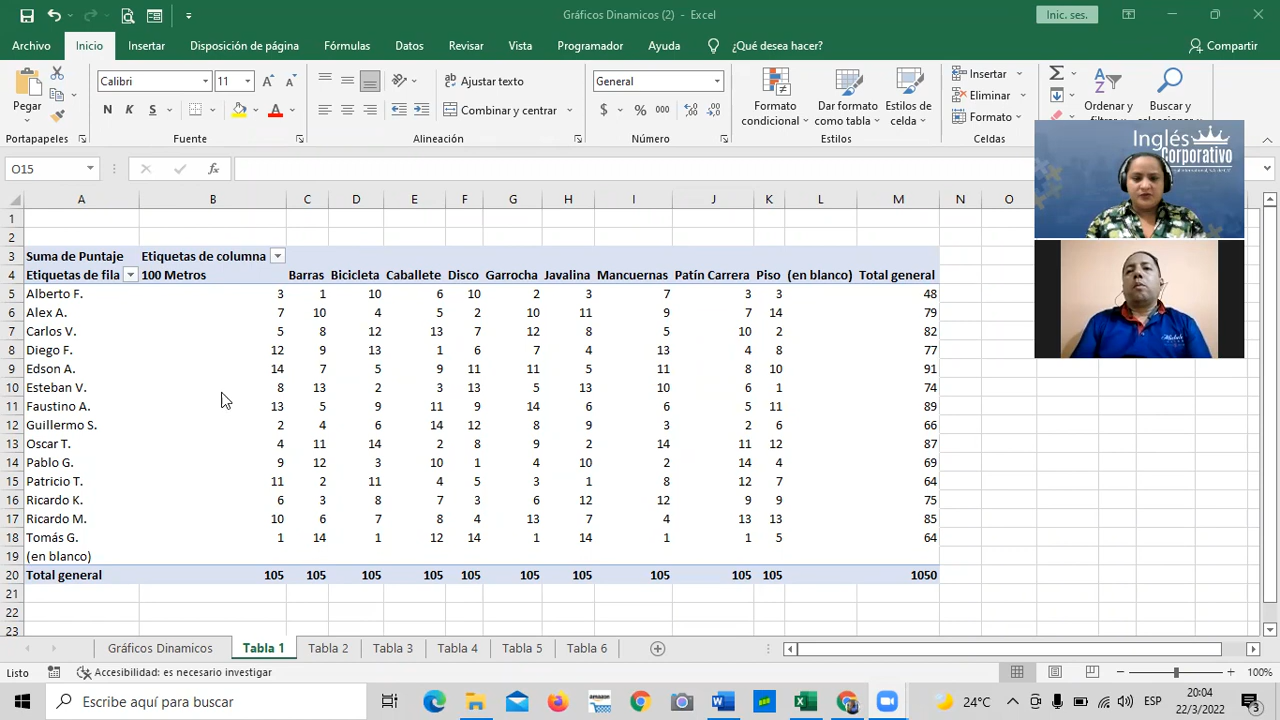 Gráficos Dinamicos (2) - Excel
Inic. ses.
Archivo Inicio Insertar Disposición de página Fórmulas Datos Revisar Vista Programador Ayuda ¿Qué desea hacer? Compartir
Pegar Calibri 11 Ajustar texto General Insertar
N K S Combinar y centrar $ % 000 Formato condicional Dar formato como tabla Estilos de celda Eliminar Ordenar y Buscar y
Formato
Portapapeles Fuente Alineación Número Estilos Celdas
Inglés
Corporativo
O15 fx
A B C D E F G H I J K L M N O
1
2
3 Suma de Puntaje Etiquetas de columna
4 Etiquetas de fila 100 Metros Barras Bicicleta Caballete Disco Garrocha Javalina Mancuernas Patín Carrera Piso (en blanco) Total general
5 Alberto F. 3 1 10 6 10 2 3 7 3 3 48
6 Alex A. 7 10 4 5 2 10 11 9 7 14 79
7 Carlos V. 5 8 12 13 7 12 8 5 10 2 82
8 Diego F. 12 9 13 1 6 7 4 13 4 8 77
9 Edson A. 14 7 5 9 11 11 5 11 8 10 91
10 Esteban V. 8 13 2 3 13 5 13 10 6 1 74
11 Faustino A. 13 5 9 11 9 14 6 6 5 11 89
12 Guillermo S. 2 4 6 14 12 8 9 3 2 6 66
13 Oscar T. 4 11 14 2 8 9 2 14 11 12 87
14 Pablo G. 9 12 3 10 1 4 10 2 14 4 69
15 Patricio T. 11 2 11 4 5 3 1 8 12 7 64
16 Ricardo K. 6 3 8 7 3 6 12 12 9 9 75
17 Ricardo M. 10 6 7 8 4 13 7 4 13 13 85
18 Tomás G. 1 14 1 12 14 1 14 1 1 5 64
19 (en blanco)
20 Total general 105 105 105 105 105 105 105 105 105 105 1050
21
22
23
Gráficos Dinamicos Tabla 1 Tabla 2 Tabla 3 Tabla 4 Tabla 5 Tabla 6
Listo Accesibilidad: es necesario investigar 100%
Escribe aquí para buscar 24°C ESP 20:04
22/3/2022
3